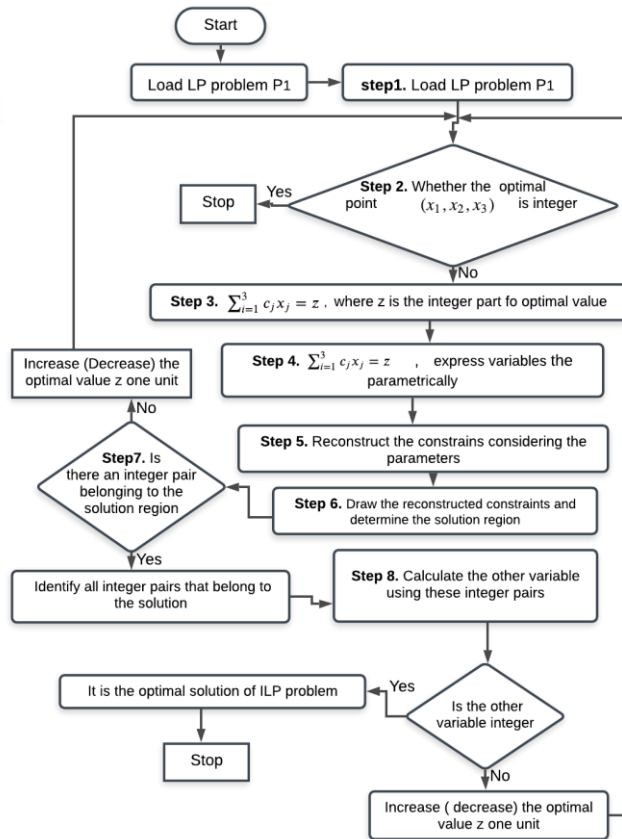 Start
Load LP problem P1
step1. Load LP problem P1
Step 2. Whether the optimal
point (x₁, x₂, x₃) is integer
Yes
Stop
No
Step 3. ∑³ᵢ₌₁ cⱼxⱼ = z , where z is the integer part fo optimal value
Step 4. ∑³ᵢ₌₁ cⱼxⱼ = z , express variables the
parametrically
Increase (Decrease) the
optimal value z one unit
No
Step 5. Reconstruct the constrains considering the
parameters
Step7. Is
there an integer pair
belonging to the
solution region
Step 6. Draw the reconstructed constraints and
determine the solution region
Yes
Identify all integer pairs that belong to
the solution
Step 8. Calculate the other variable
using these integer pairs
It is the optimal solution of ILP problem
Yes
Is the other
variable integer
Stop
No
Increase ( decrease) the optimal
value z one unit